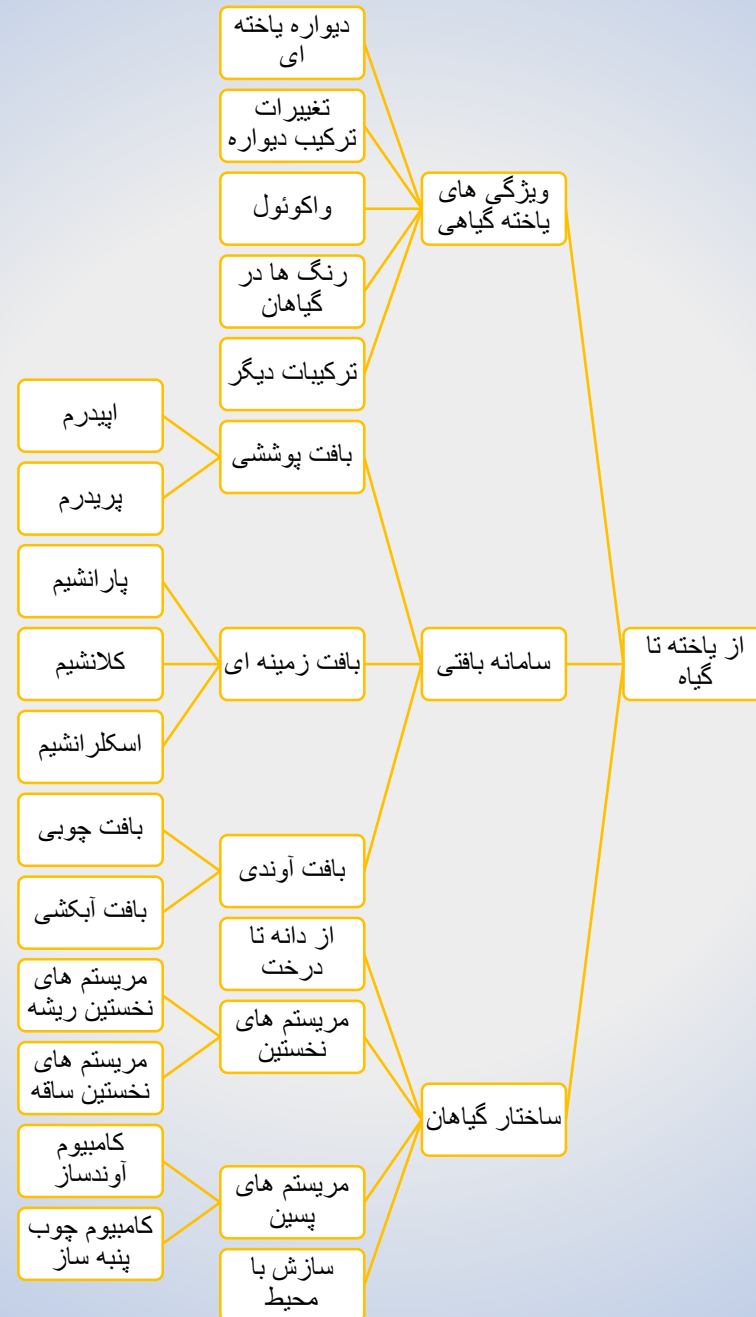 از یاخته تا
گیاه
ویژگی های
یاخته گیاهی
دیواره یاخته
ای
تغییرات
ترکیب دیواره
واکوئول
رنگ ها در
گیاهان
ترکیبات دیگر
سامانه بافتی
بافت پوششی
اپیدرم
پریدرم
بافت زمینه ای
پارانشیم
کلانشیم
اسکلرانشیم
بافت آوندی
بافت چوبی
بافت آبکشی
ساختار گیاهان
از دانه تا
درخت
مریستم های
نخستین
مریستم های
نخستین ریشه
مریستم های
نخستین ساقه
مریستم های
پسین
کامبیوم
آوندساز
کامبیوم چوب
پنبه ساز
سازش با
محیط